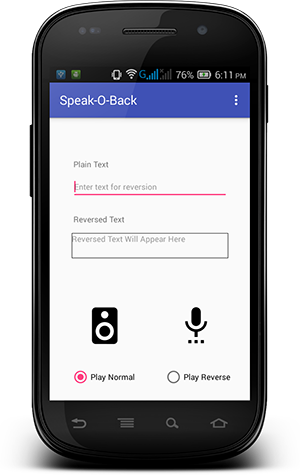 G 76% 6:11 PM
Speak-O-Back
Plain Text
Enter text for reversion
Reversed Text
Reversed Text Will Appear Here
Play Normal Play Reverse